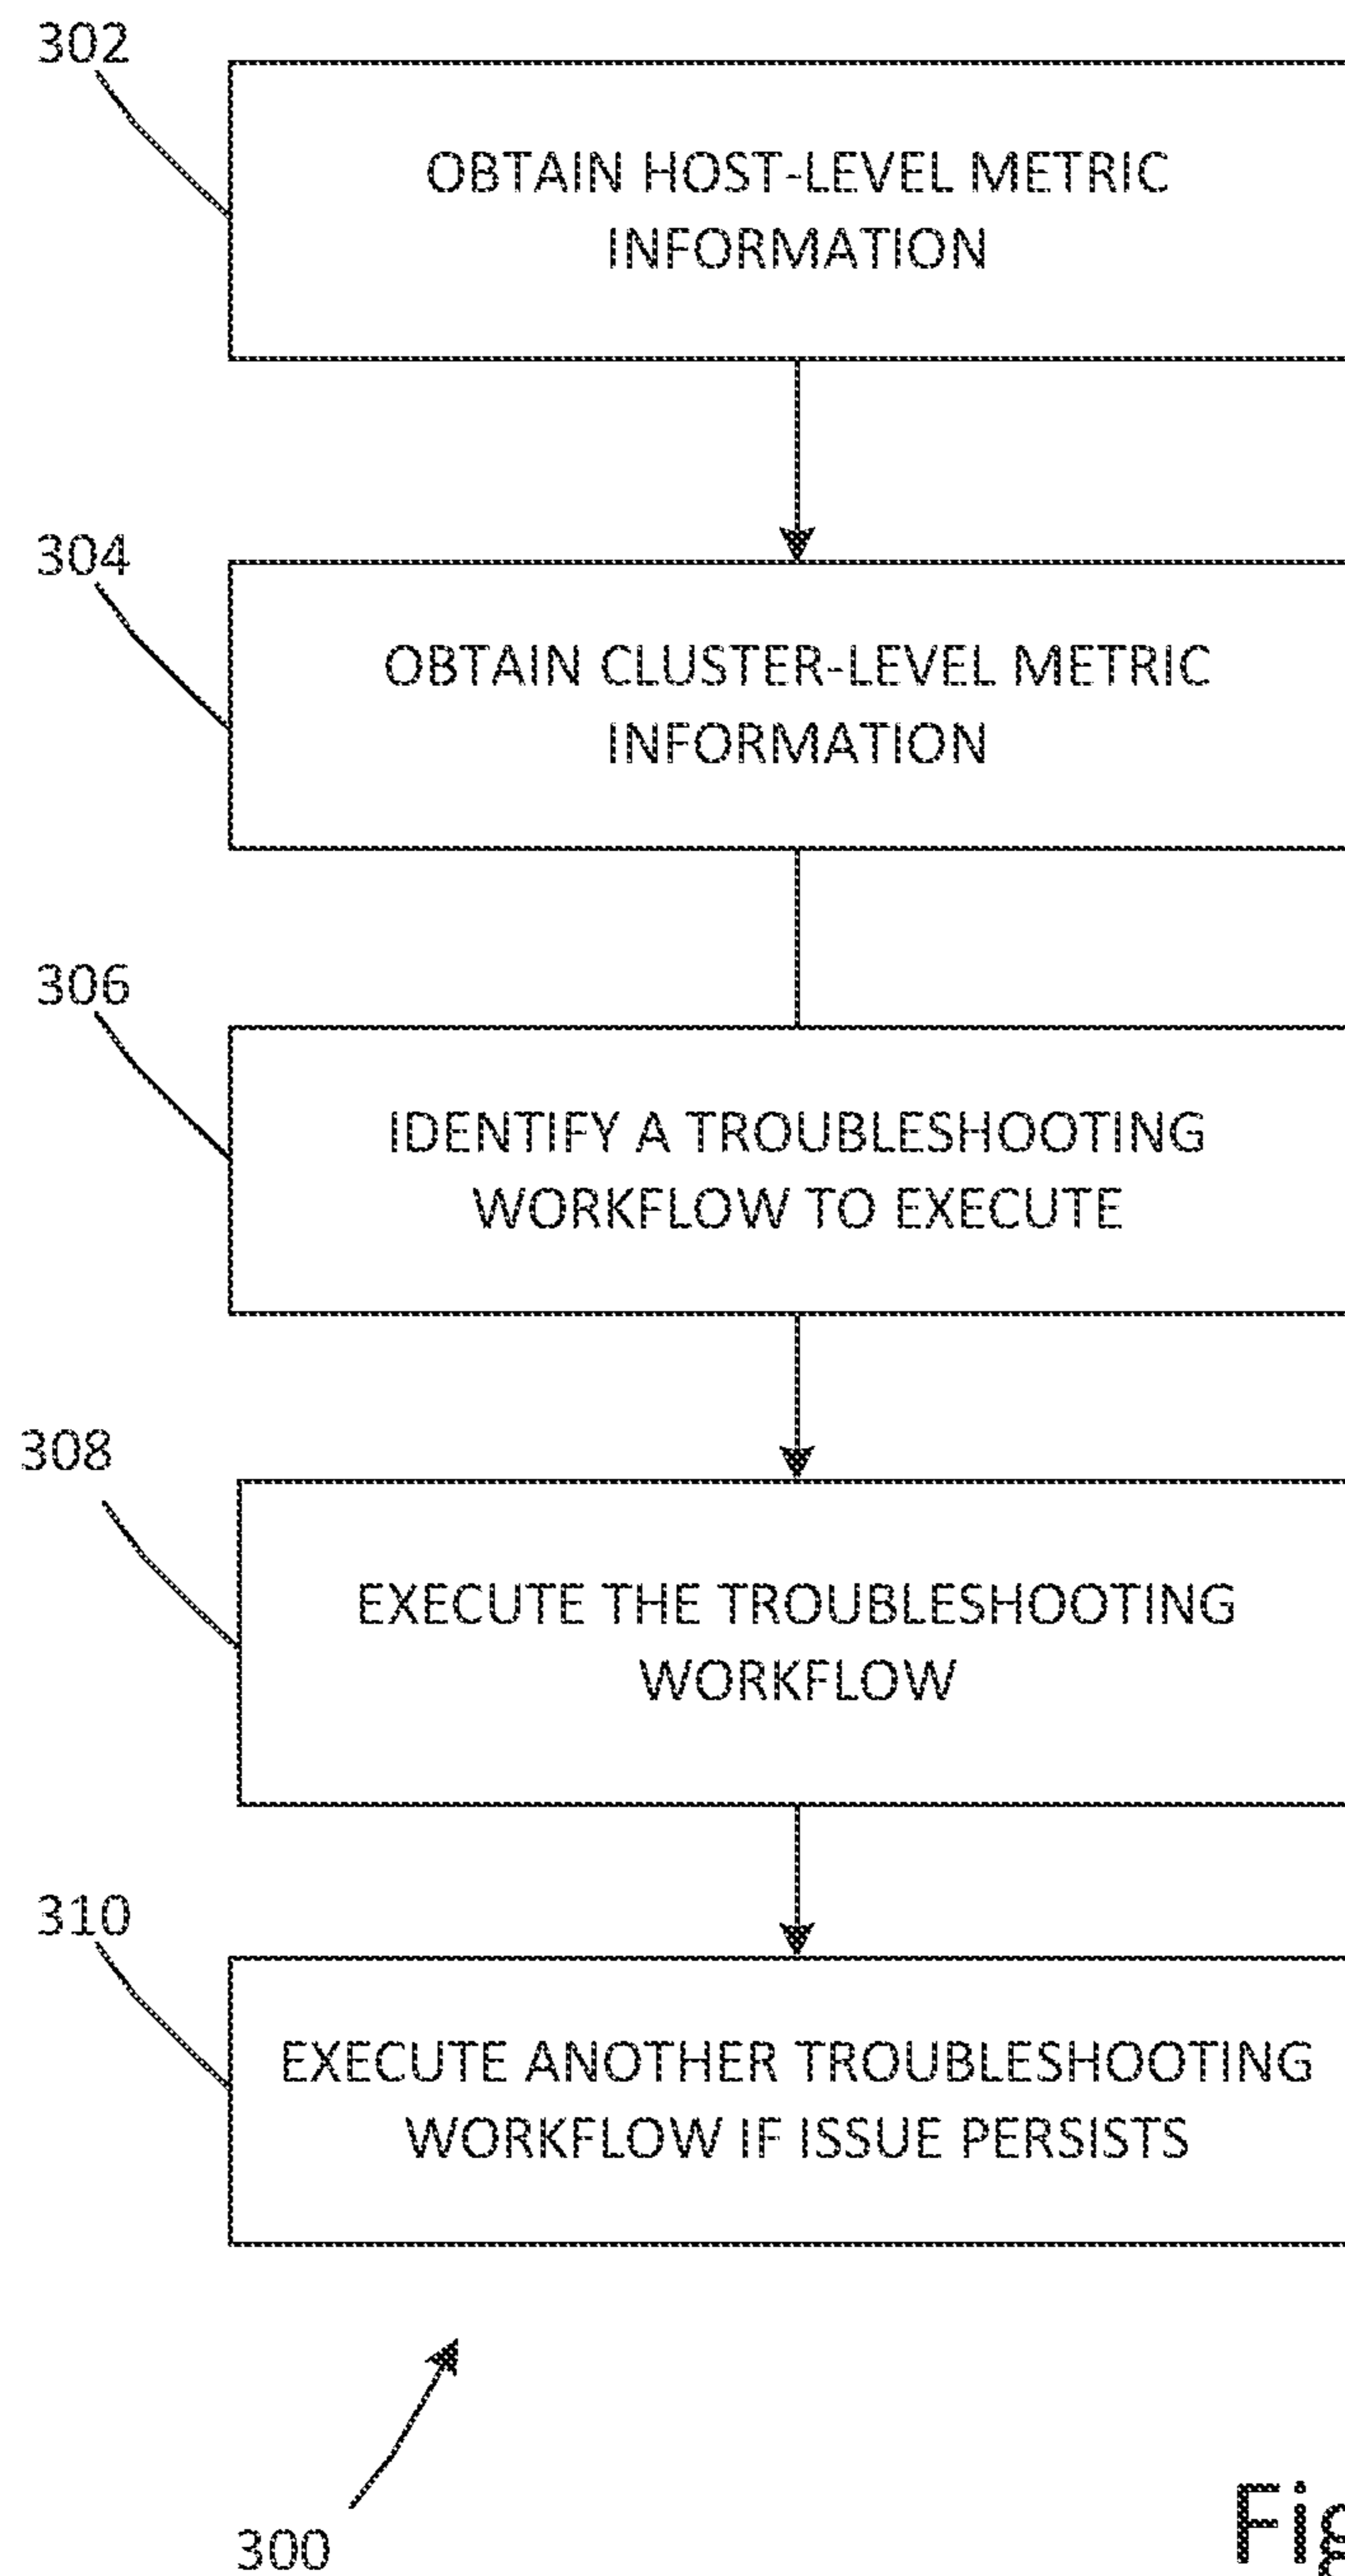 302
OBTAIN HOST-LEVEL METRIC
INFORMATION
304
OBTAIN CLUSTER-LEVEL METRIC
INFORMATION
306
IDENTIFY A TROUBLESHOOTING
WORKFLOW TO EXECUTE
308
EXECUTE THE TROUBLESHOOTING
WORKFLOW
310
EXECUTE ANOTHER TROUBLESHOOTING
WORKFLOW IF ISSUE PERSISTS
300
Fig